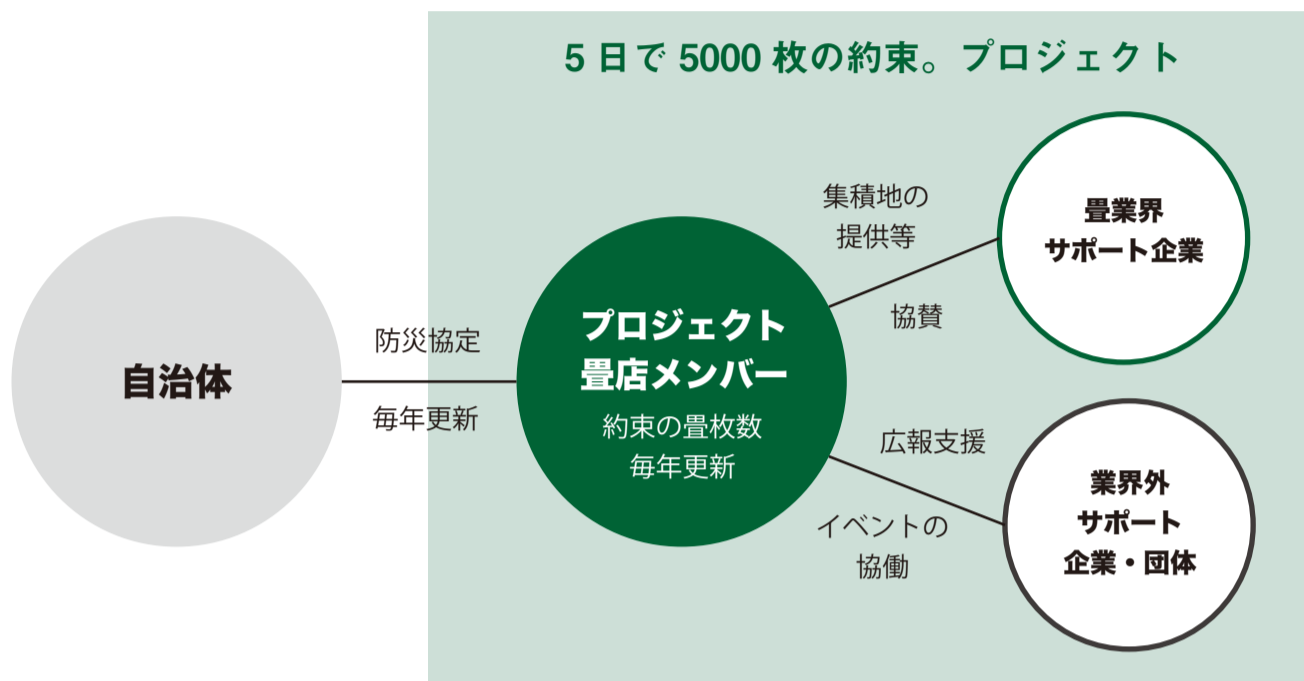 5日で5000枚の約束。プロジェクト
自治体
防災協定
毎年更新
プロジェクト
畳店メンバー
約束の畳枚数
毎年更新
集積地の
提供等
協賛
畳業界
サポート企業
広報支援
イベントの
協働
業界外
サポート
企業・団体